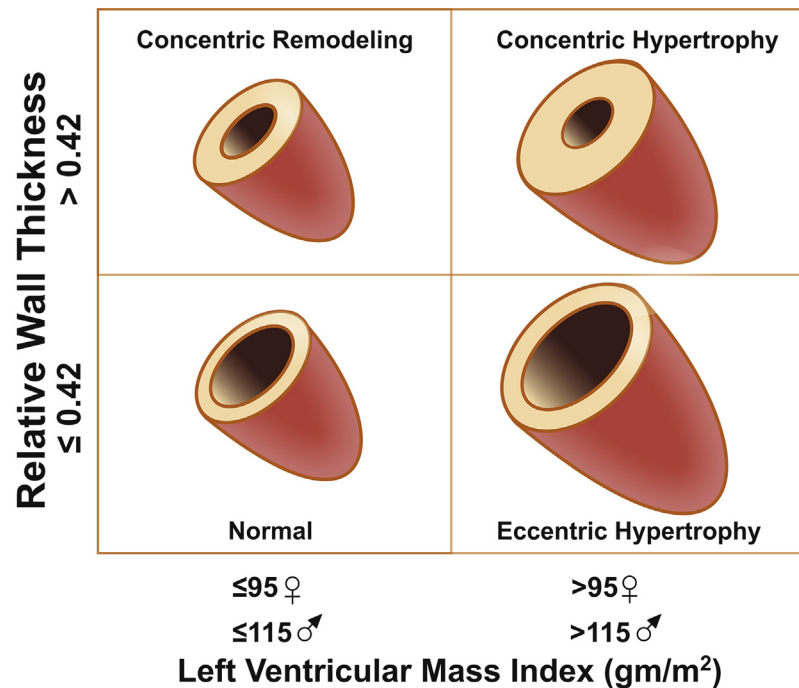 Concentric Remodeling
Concentric Hypertrophy
Relative Wall Thickness
> 0.42
≤ 0.42
Normal
Eccentric Hypertrophy
≤95 ♀
>95 ♀
≤115 ♂
>115 ♂
Left Ventricular Mass Index (gm/m²)